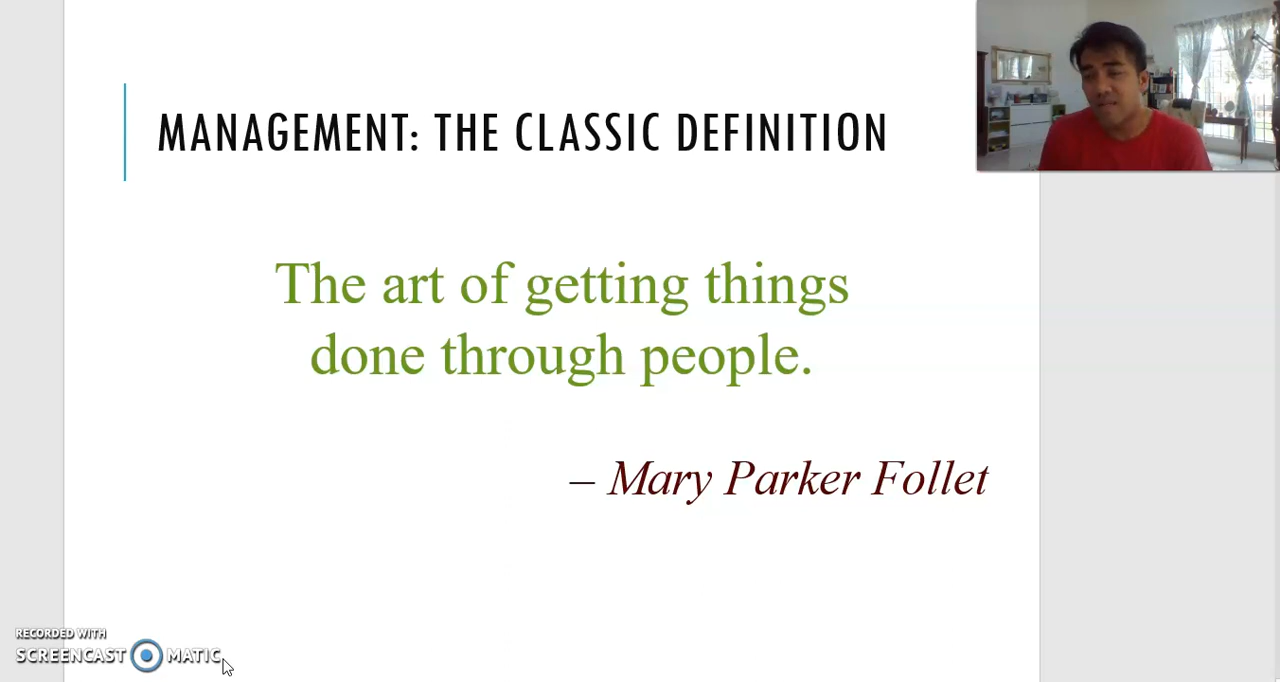 MANAGEMENT: THE CLASSIC DEFINITION
The art of getting things
done through people.
– Mary Parker Follet
RECORDED WITH
SCREENCAST MATIC